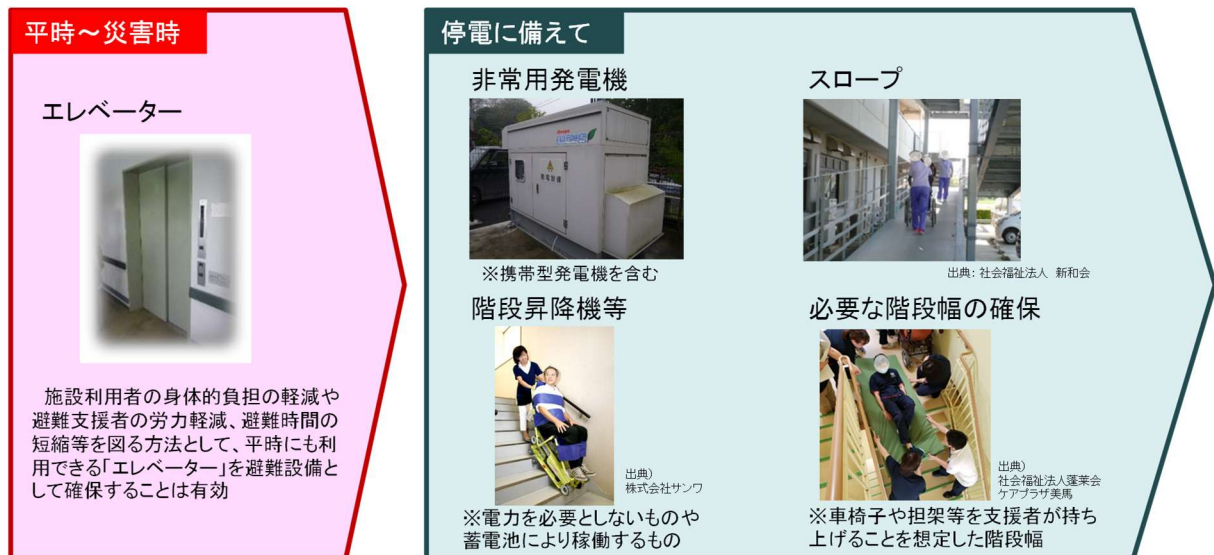 平時～災害時
エレベーター
施設利用者の身体的負担の軽減や
避難支援者の労力軽減、避難時間の
短縮等を図る方法として、平時にも利
用できる「エレベーター」を避難設備と
して確保することは有効
停電に備えて
非常用発電機
発電設備
※携帯型発電機を含む
スロープ
出典：社会福祉法人　新和会
階段昇降機等
出典）
株式会社サンワ
※電力を必要としないものや
蓄電池により稼働するもの
必要な階段幅の確保
出典）
社会福祉法人蓬莱会
ケアプラザ美馬
※車椅子や担架等を支援者が持ち
上げることを想定した階段幅